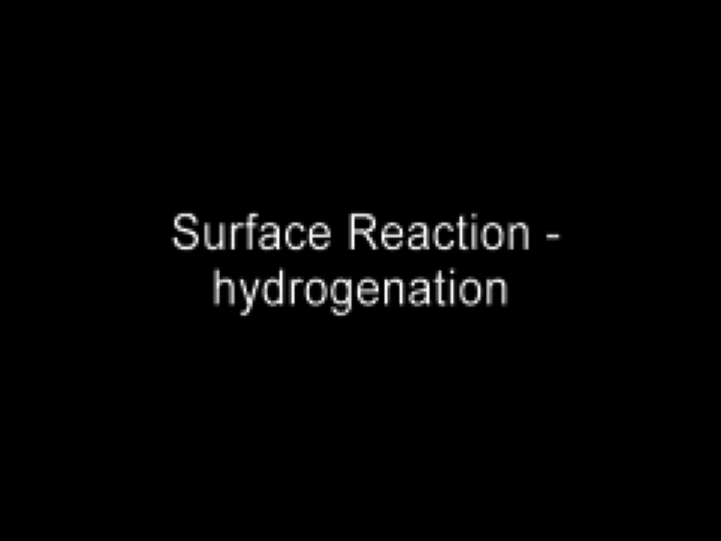 Surface Reaction -
hydrogenation